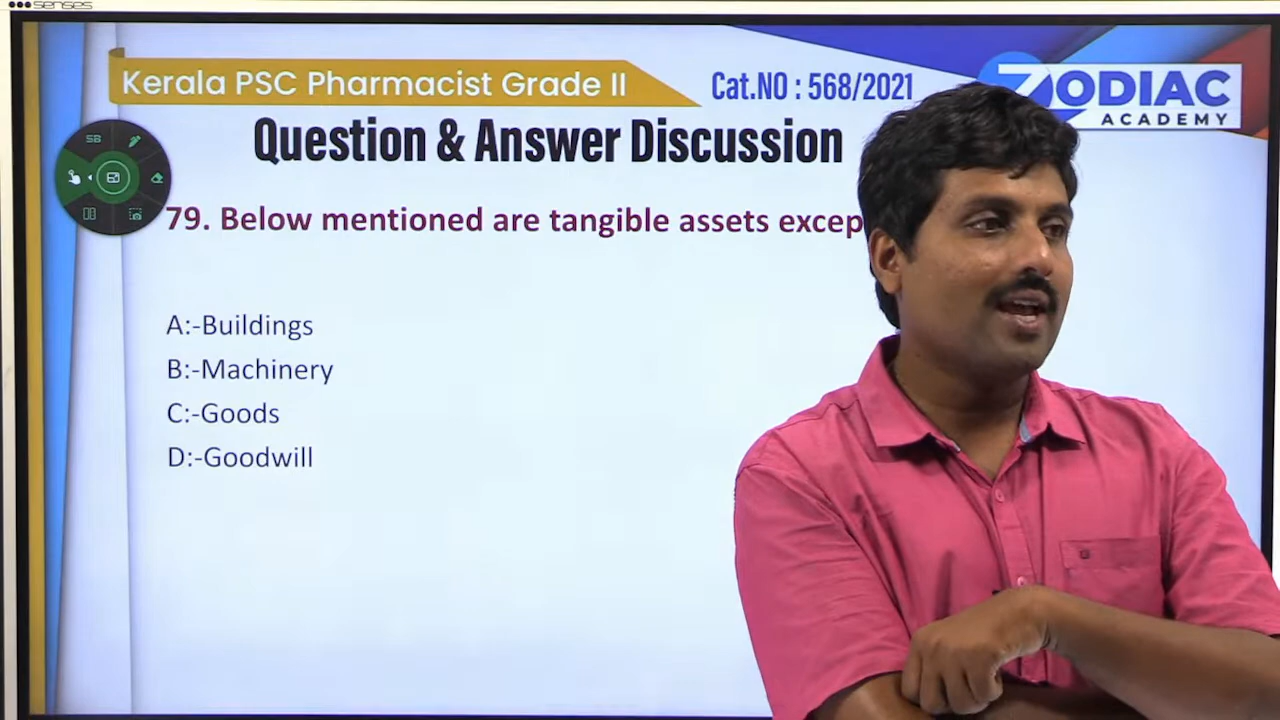 senses
Kerala PSC Pharmacist Grade II
Cat.NO : 568/2021
ZODIAC
ACADEMY
Question & Answer Discussion
79. Below mentioned are tangible assets excep
A:-Buildings
B:-Machinery
C:-Goods
D:-Goodwill